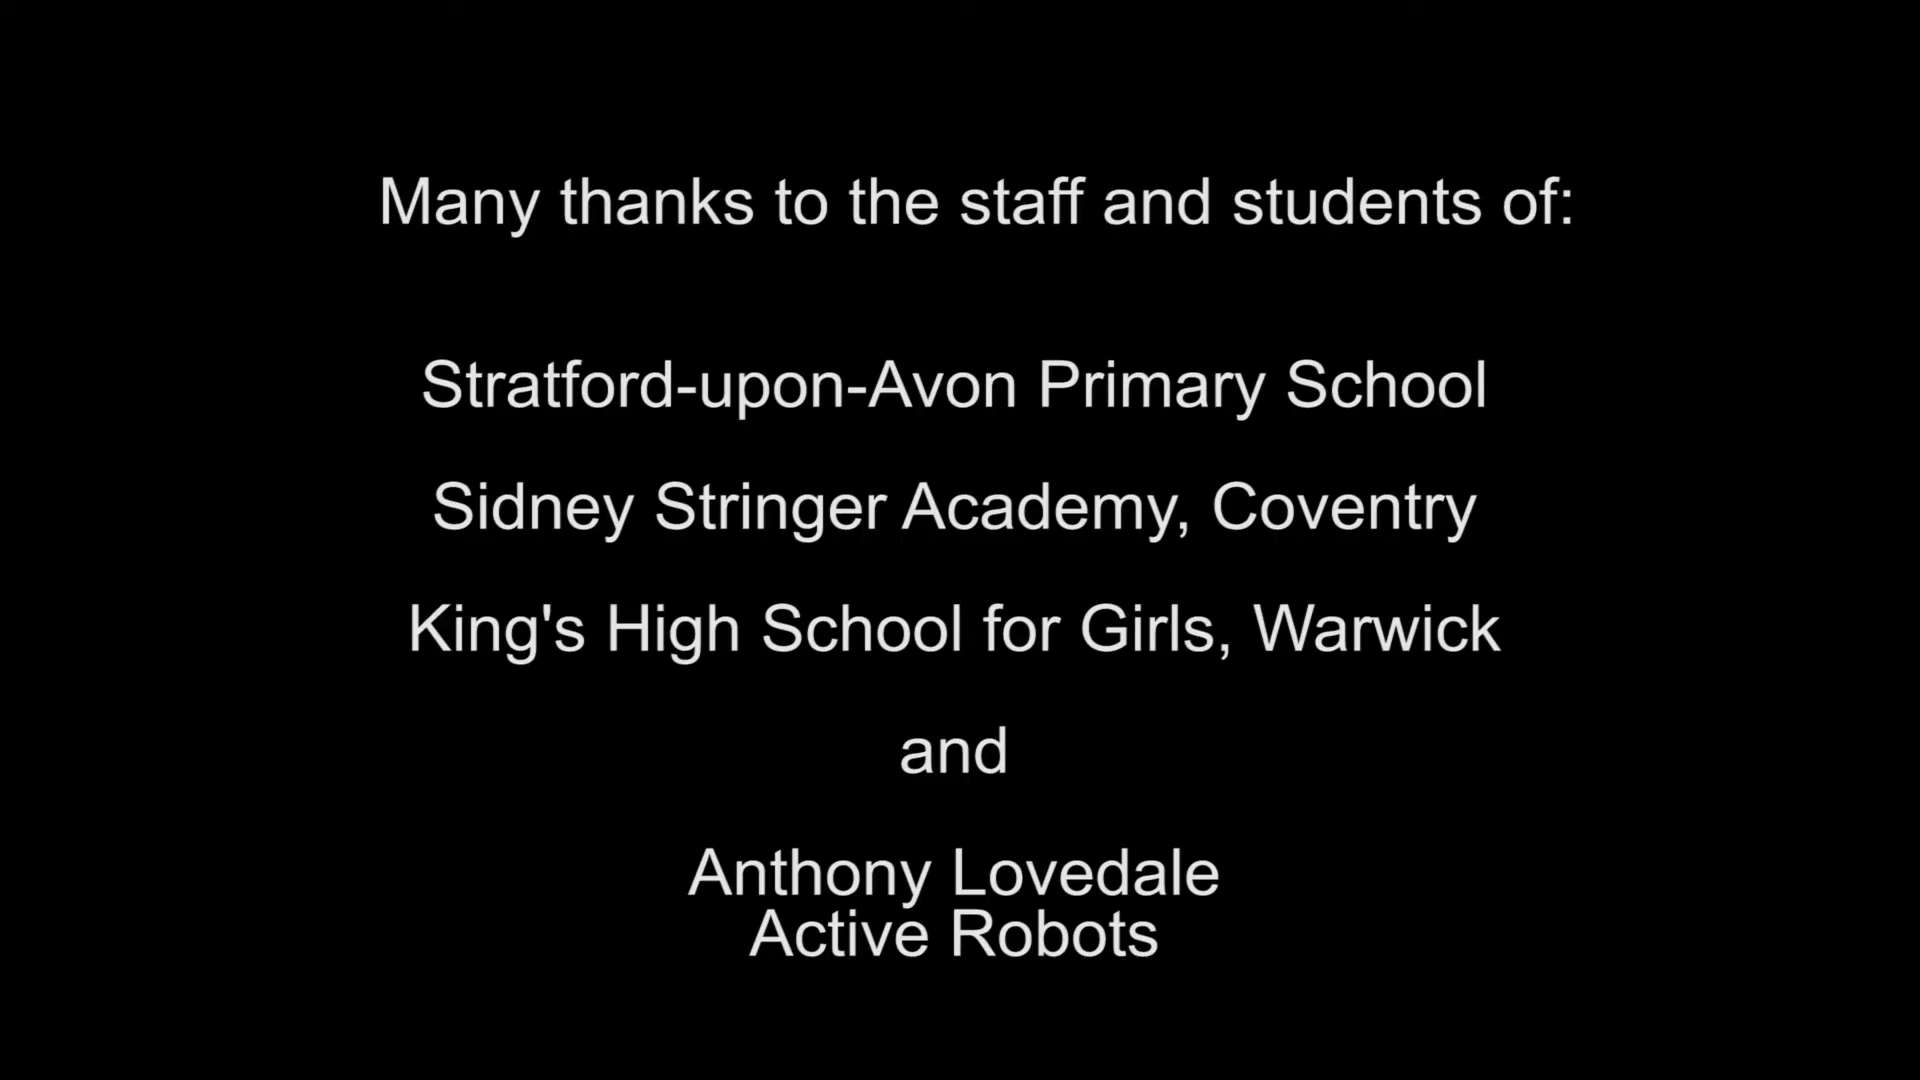 Many thanks to the staff and students of:
Stratford-upon-Avon Primary School
Sidney Stringer Academy, Coventry
King's High School for Girls, Warwick
and
Anthony Lovedale
Active Robots